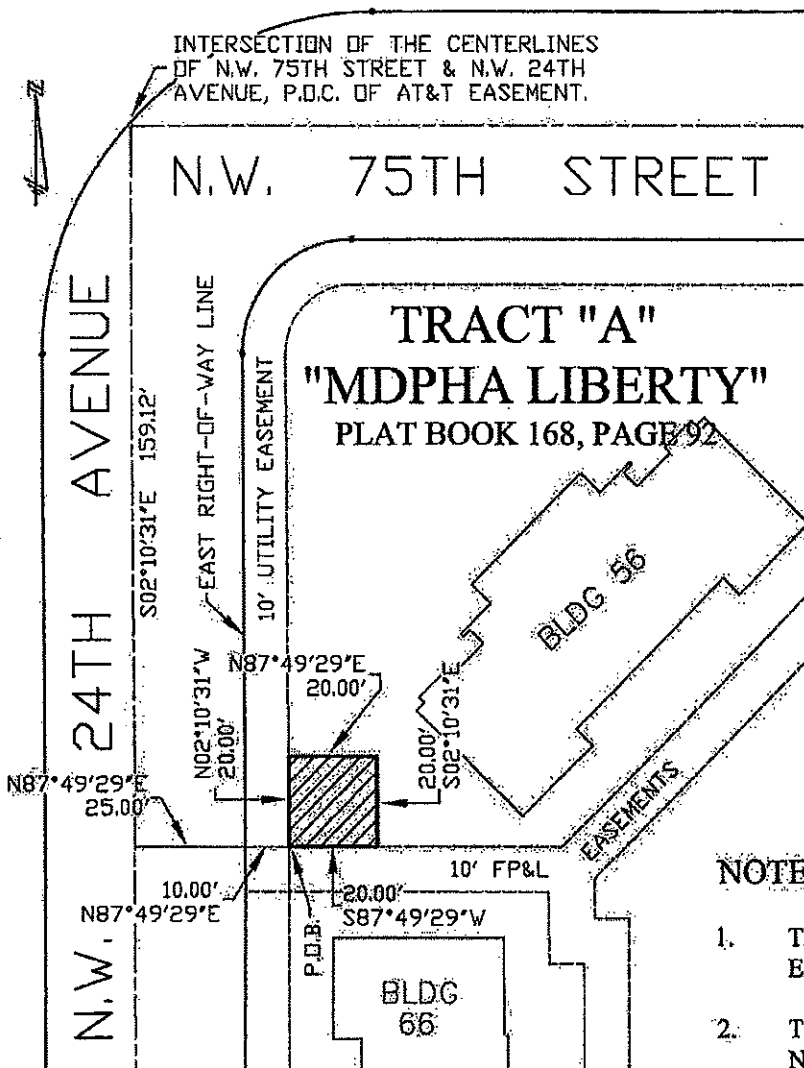 INTERSECTION OF THE CENTERLINES
OF N.W. 75TH STREET & N.W. 24TH
AVENUE, P.O.C. OF AT&T EASEMENT.
N
N.W. 75TH STREET
TRACT "A"
"MDPHA LIBERTY"
PLAT BOOK 168, PAGE 92
N.W. 24TH AVENUE
S02°10'31"E 159.12'
EAST RIGHT-OF-WAY LINE
10' UTILITY EASEMENT
BLDG 56
N87°49'29"E
20.00'
N02°10'31"W
20.00'
20.00'
S02°10'31"E
N87°49'29"E
25.00'
EASEMENTS
10' FP&L
10.00'
N87°49'29"E
20.00'
S87°49'29"W
P.O.B.
BLDG
66
NOTE
1. T
E
2. T
N